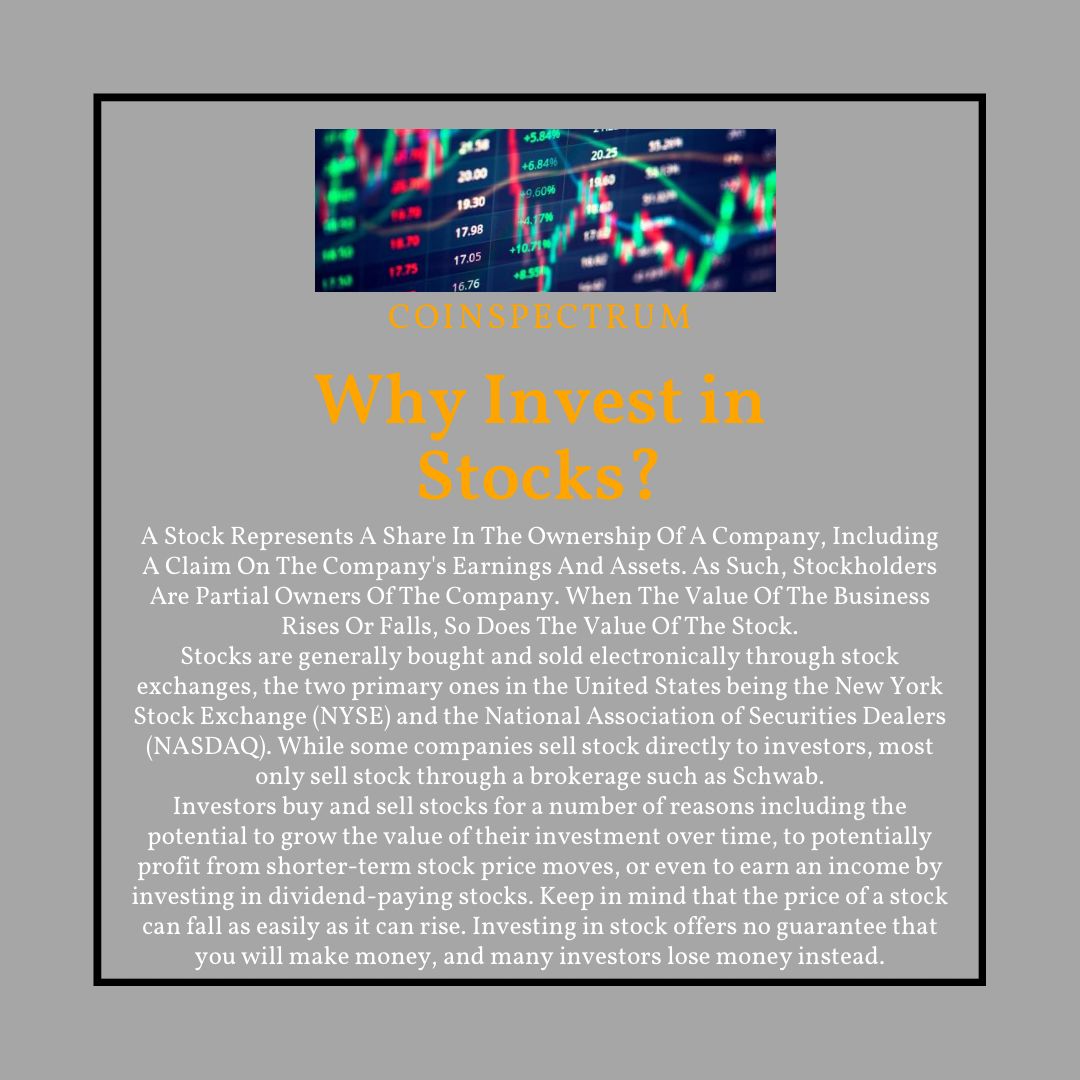 21.58 +5.84%
20.00 +6.84% 20.25 55.26%
16.70 19.30 +9.60% 19.60
18.70 17.98 +4.17%
17.75 17.05 +10.71%
16.76 +8.55%
COINSPECTRUM
Why Invest in
Stocks?
A Stock Represents A Share In The Ownership Of A Company, Including
A Claim On The Company's Earnings And Assets. As Such, Stockholders
Are Partial Owners Of The Company. When The Value Of The Business
Rises Or Falls, So Does The Value Of The Stock.
Stocks are generally bought and sold electronically through stock
exchanges, the two primary ones in the United States being the New York
Stock Exchange (NYSE) and the National Association of Securities Dealers
(NASDAQ). While some companies sell stock directly to investors, most
only sell stock through a brokerage such as Schwab.
Investors buy and sell stocks for a number of reasons including the
potential to grow the value of their investment over time, to potentially
profit from shorter-term stock price moves, or even to earn an income by
investing in dividend-paying stocks. Keep in mind that the price of a stock
can fall as easily as it can rise. Investing in stock offers no guarantee that
you will make money, and many investors lose money instead.